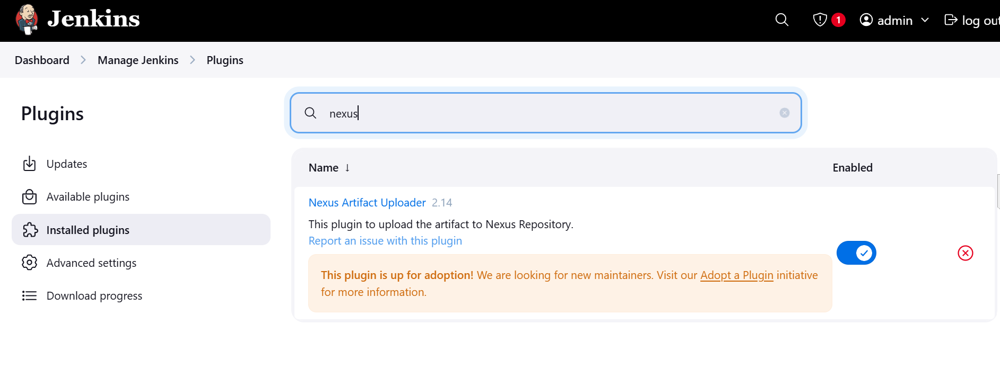 Jenkins
1
admin
log out
Dashboard
Manage Jenkins
Plugins
Plugins
Updates
Available plugins
Installed plugins
Advanced settings
Download progress
nexus
Name ↓
Enabled
Nexus Artifact Uploader 2.14
This plugin to upload the artifact to Nexus Repository.
Report an issue with this plugin
This plugin is up for adoption! We are looking for new maintainers. Visit our Adopt a Plugin initiative
for more information.